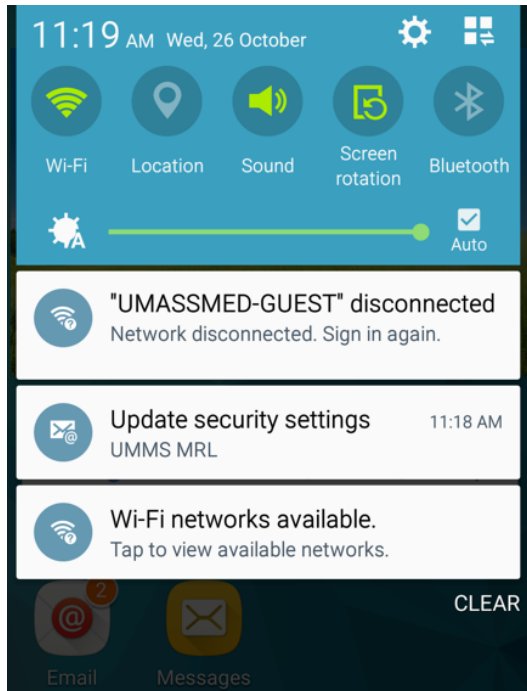 11:19 AM Wed, 26 October
Wi-Fi
Location
Sound
Screen
rotation
Bluetooth
A
Auto
"UMASSMED-GUEST" disconnected
Network disconnected. Sign in again.
Update security settings 11:18 AM
UMMS MRL
Wi-Fi networks available.
Tap to view available networks.
CLEAR
2
@
Email
Messages